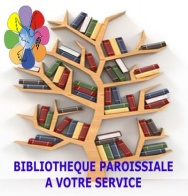 BIBLIOTHEQUE PAROISSIALE
A VOTRE SERVICE